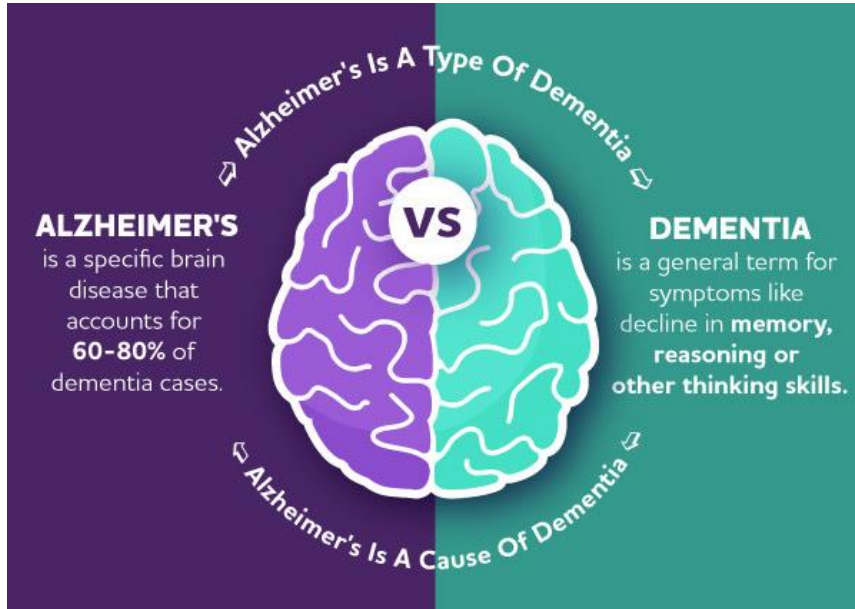 Alzheimer's Is A Type Of Dementia
VS
ALZHEIMER'S
is a specific brain
disease that
accounts for
60-80% of
dementia cases.
DEMENTIA
is a general term for
symptoms like
decline in memory,
reasoning or
other thinking skills.
Alzheimer's Is A Cause Of Dementia